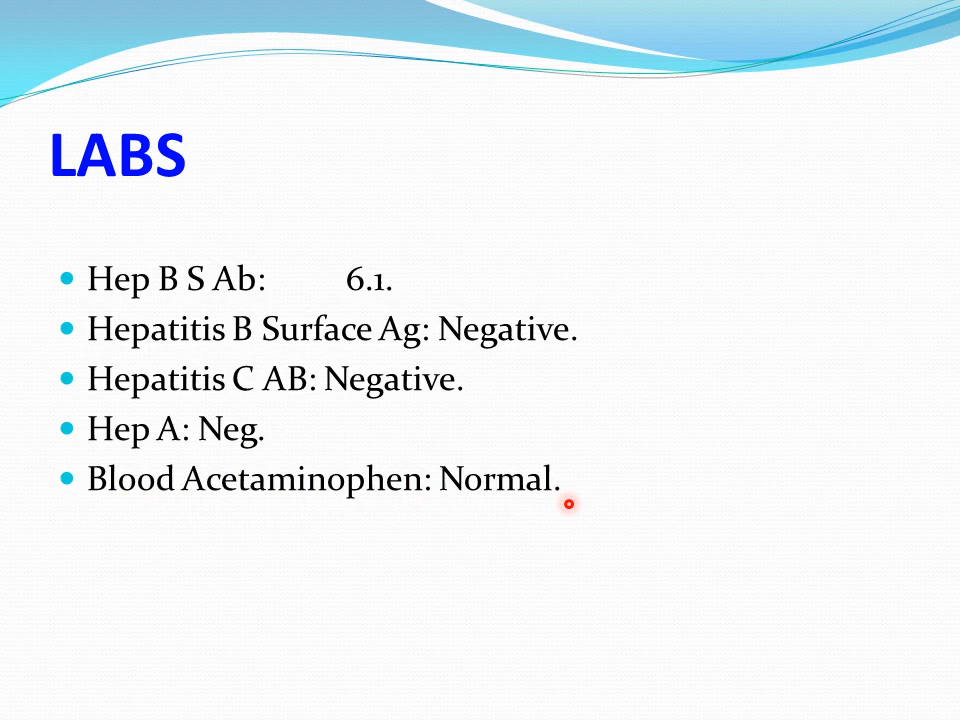 LABS
Hep B S Ab: 6.1.
Hepatitis B Surface Ag: Negative.
Hepatitis C AB: Negative.
Hep A: Neg.
Blood Acetaminophen: Normal.